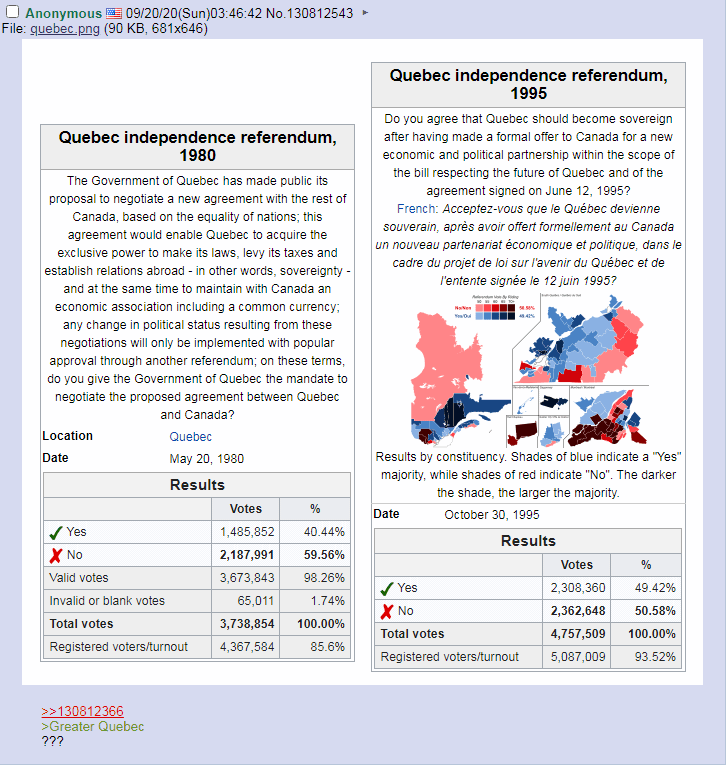 Anonymous 09/20/20(Sun)03:46:42 No.130812543
File: quebec.png (90 KB, 681x646)
Quebec independence referendum,
1980
The Government of Quebec has made public its
proposal to negotiate a new agreement with the rest of
Canada, based on the equality of nations; this
agreement would enable Quebec to acquire the
exclusive power to make its laws, levy its taxes and
establish relations abroad - in other words, sovereignty -
and at the same time to maintain with Canada an
economic association including a common currency;
any change in political status resulting from these
negotiations will only be implemented with popular
approval through another referendum; on these terms,
do you give the Government of Quebec the mandate to
negotiate the proposed agreement between Quebec
and Canada?
Location Quebec
Date May 20, 1980
Results
Votes %
Yes 1,485,852 40.44%
No 2,187,991 59.56%
Valid votes 3,673,843 98.26%
Invalid or blank votes 65,011 1.74%
Total votes 3,738,854 100.00%
Registered voters/turnout 4,367,584 85.6%
Quebec independence referendum,
1995
Do you agree that Quebec should become sovereign
after having made a formal offer to Canada for a new
economic and political partnership within the scope of
the bill respecting the future of Quebec and of the
agreement signed on June 12, 1995?
French: Acceptez-vous que le Québec devienne
souverain, après avoir offert formellement au Canada
un nouveau partenariat économique et politique, dans le
cadre du projet de loi sur l'avenir du Québec et de
l'entente signée le 12 juin 1995?
Referendum Vote By Riding
No/Non 50.58%
Yes/Oui 49.42%
Results by constituency. Shades of blue indicate a "Yes"
majority, while shades of red indicate "No". The darker
the shade, the larger the majority.
Date October 30, 1995
Results
Votes %
Yes 2,308,360 49.42%
No 2,362,648 50.58%
Total votes 4,757,509 100.00%
Registered voters/turnout 5,087,009 93.52%
>>130812366
>Greater Quebec
???